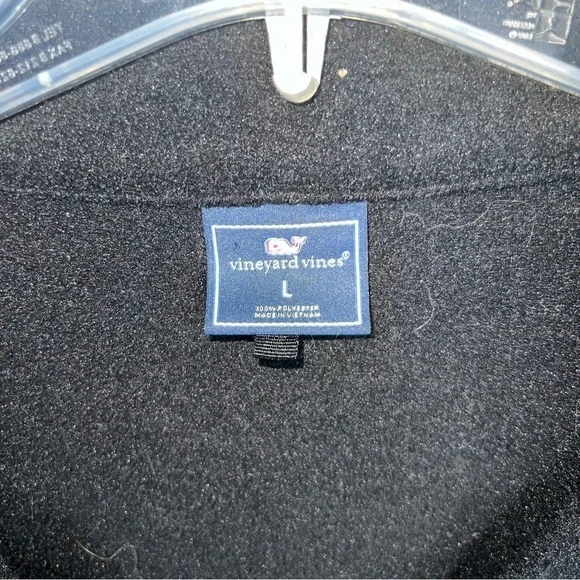 vineyard vines®
L
100% POLYESTER
MADE IN VIETNAM